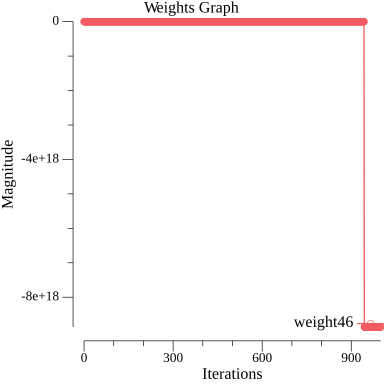 Weights Graph
0
-4e+18
-8e+18
Magnitude
weight46
0
300
600
900
Iterations